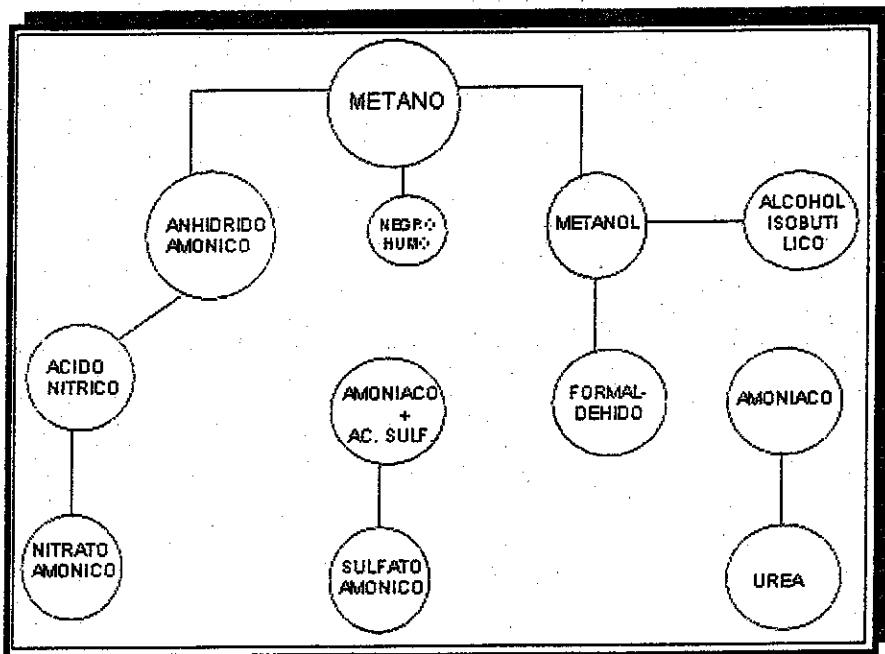 METANO
ANHIDRIDO
AMONICO
NEGRO
HUMO
METANOL
ALCOHOL
ISOBUTI
LICO
ACIDO
NITRICO
AMONIACO
+
AC. SULF.
FORMAL-
DEHIDO
AMONIACO
NITRATO
AMONICO
SULFATO
AMONICO
UREA